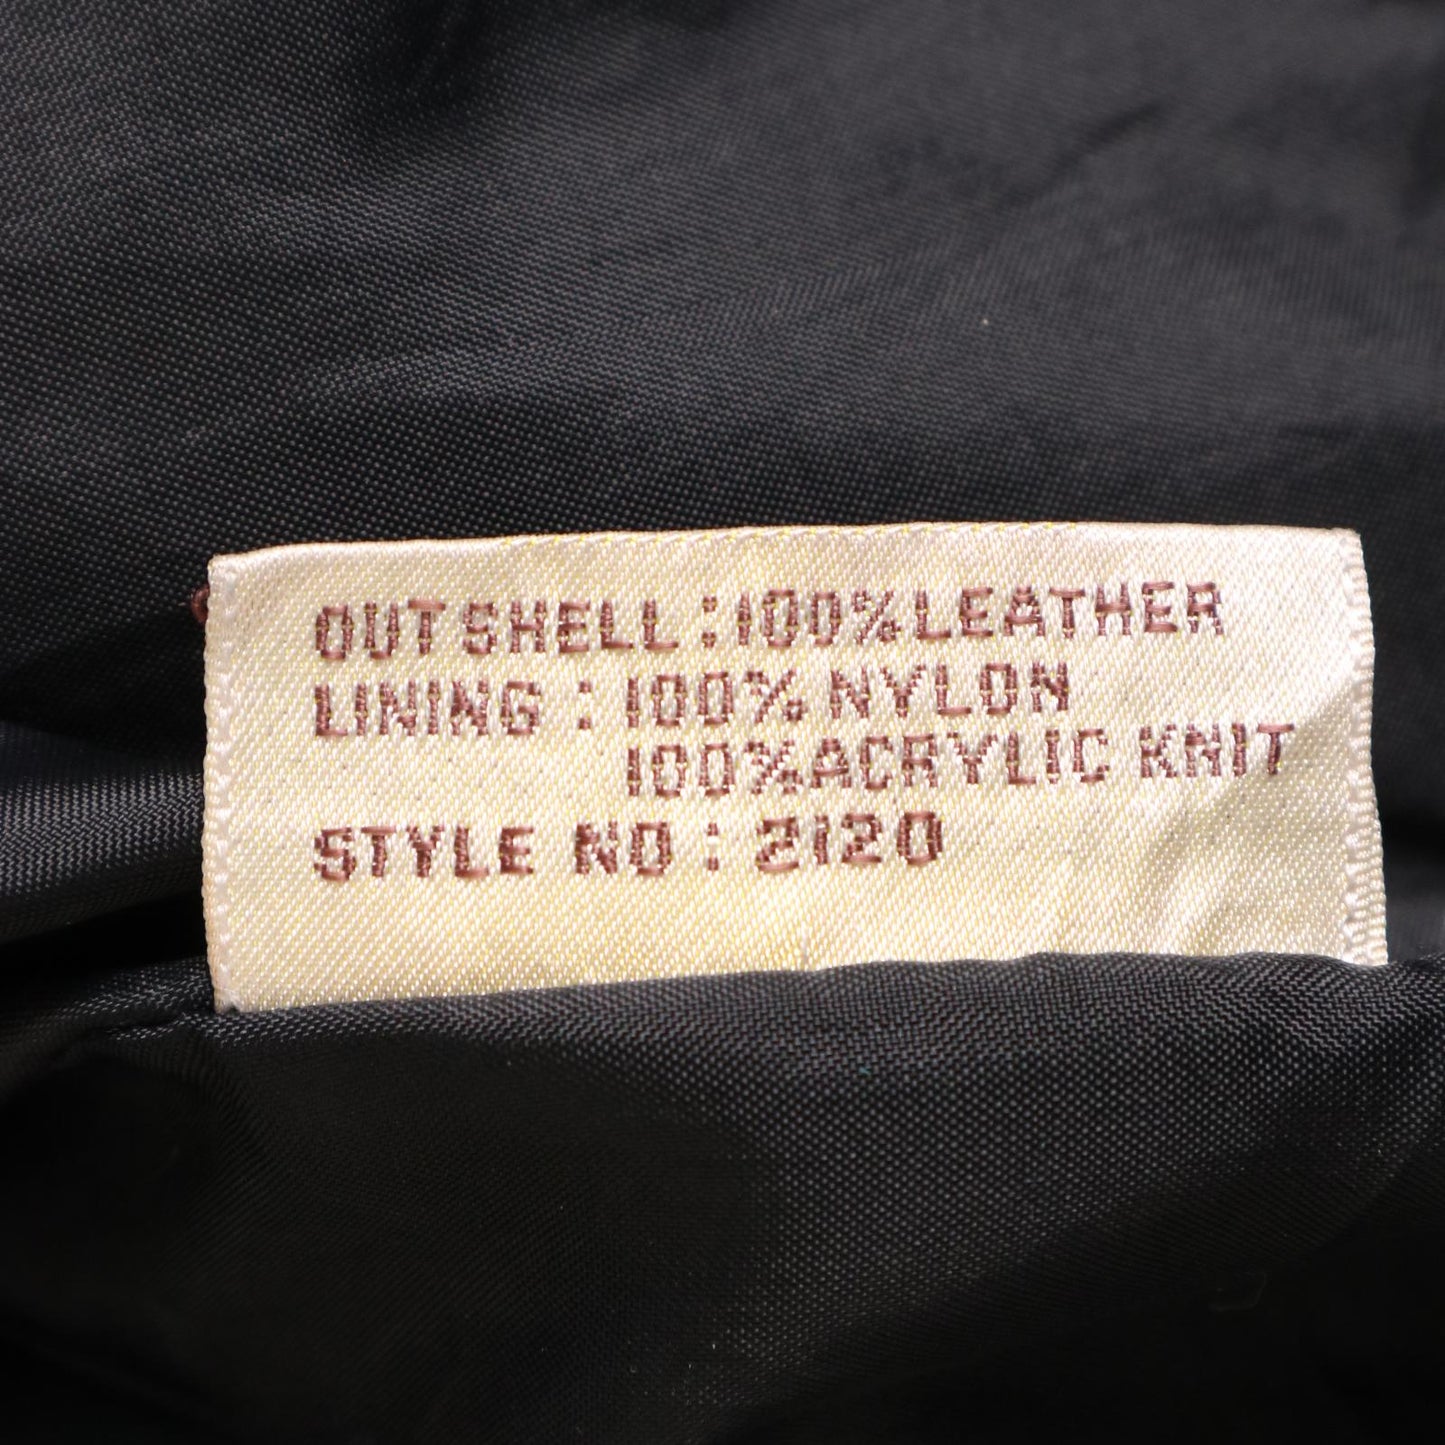 OUT SHELL : 100% LEATHER
LINING : 100% NYLON
100% ACRYLIC KNIT
STYLE NO : 2120